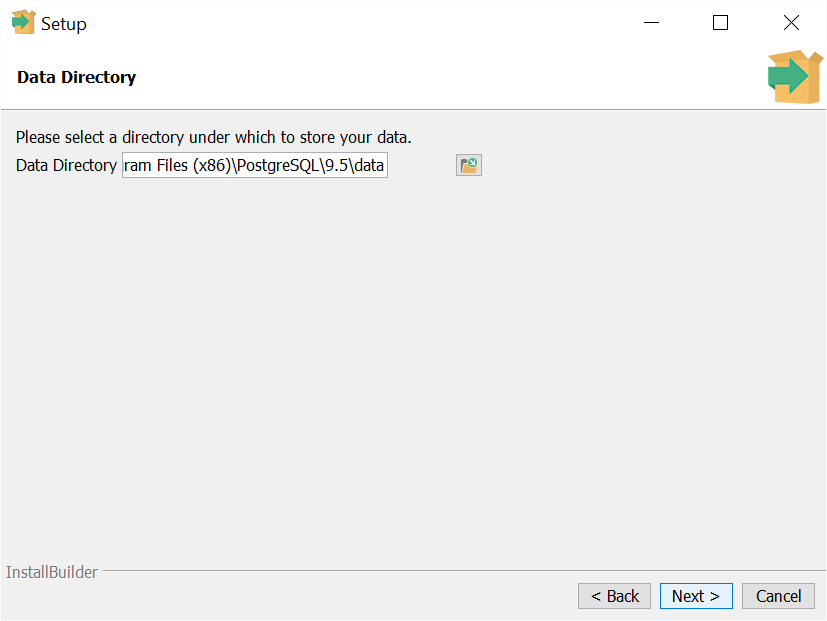 Setup
Data Directory
Please select a directory under which to store your data.
Data Directory ram Files (x86)\PostgreSQL\9.5\data
InstallBuilder
< Back Next > Cancel